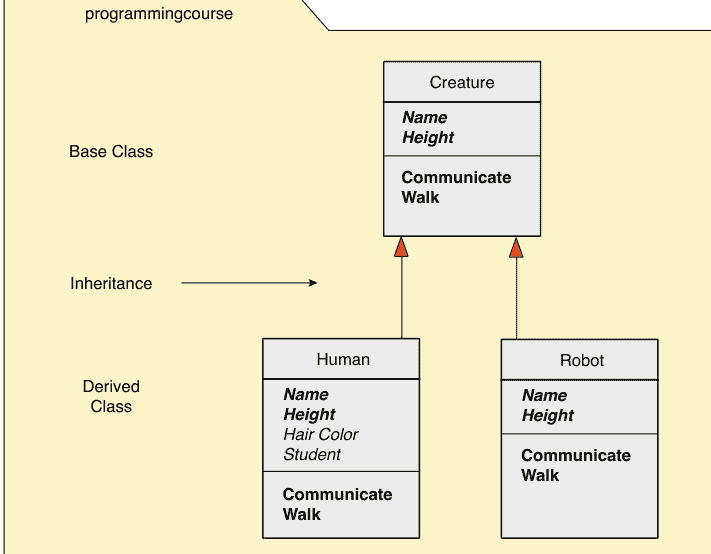 programmingcourse
Creature
Name
Height
Communicate
Walk
Base Class
Inheritance
Derived
Class
Human
Name
Height
Hair Color
Student
Communicate
Walk
Robot
Name
Height
Communicate
Walk